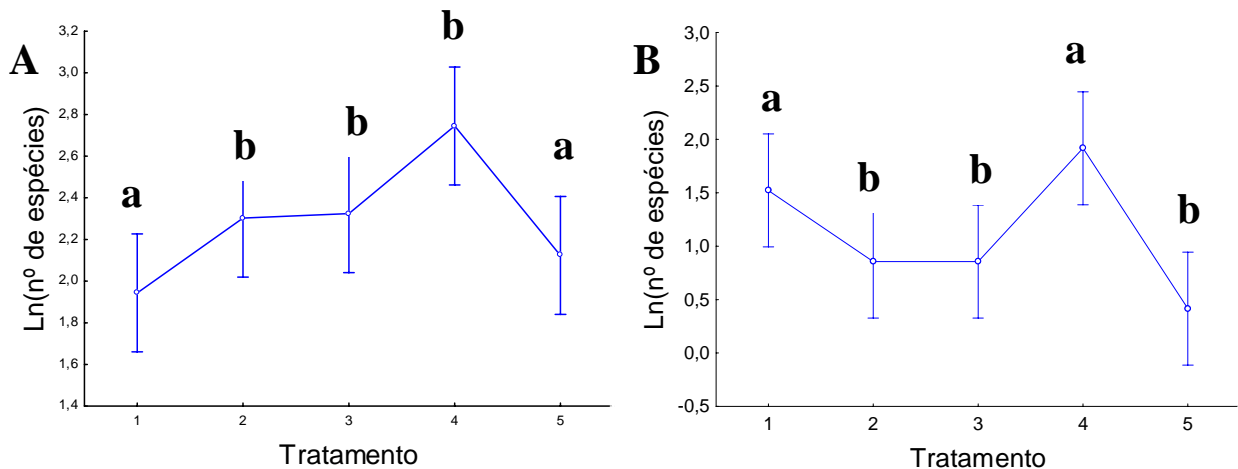 A
Ln(nº de espécies)
3,2
3,0
2,8
2,6
2,4
2,2
2,0
1,8
1,6
1,4
a
b
b
b
a
1 2 3 4 5
Tratamento
B
Ln(nº de espécies)
3,0
2,5
2,0
1,5
1,0
0,5
0,0
-0,5
a
b
b
a
b
1 2 3 4 5
Tratamento